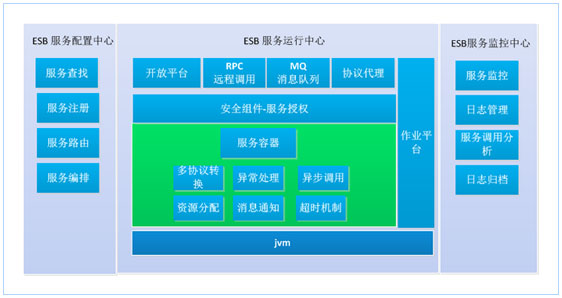 ESB 服务配置中心
服务查找
服务注册
服务路由
服务编排
ESB 服务运行中心
开放平台
RPC
远程调用
MQ
消息队列
协议代理
安全组件-服务授权
服务容器
多协议转
换
异常处理
异步调用
资源分配
消息通知
超时机制
作业平
台
jvm
ESB服务监控中心
服务监控
日志管理
服务调用分
析
日志归档